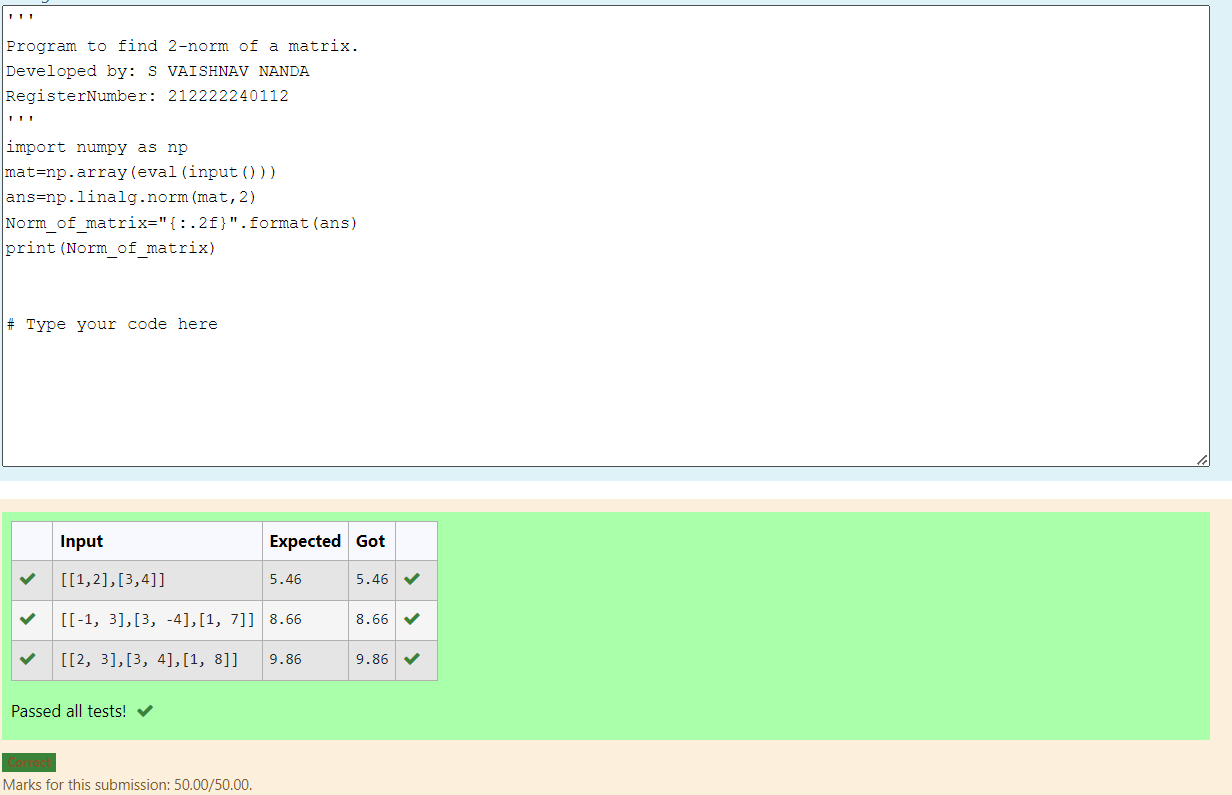 '''
Program to find 2-norm of a matrix.
Developed by: S VAISHNAV NANDA
RegisterNumber: 212222240112
'''
import numpy as np
mat=np.array(eval(input()))
ans=np.linalg.norm(mat,2)
Norm_of_matrix="{:.2f}".format(ans)
print(Norm_of_matrix)
# Type your code here
Input Expected Got
[[1,2],[3,4]] 5.46 5.46
[[-1, 3],[3, -4],[1, 7]] 8.66 8.66
[[2, 3],[3, 4],[1, 8]] 9.86 9.86
Passed all tests!
Correct
Marks for this submission: 50.00/50.00.